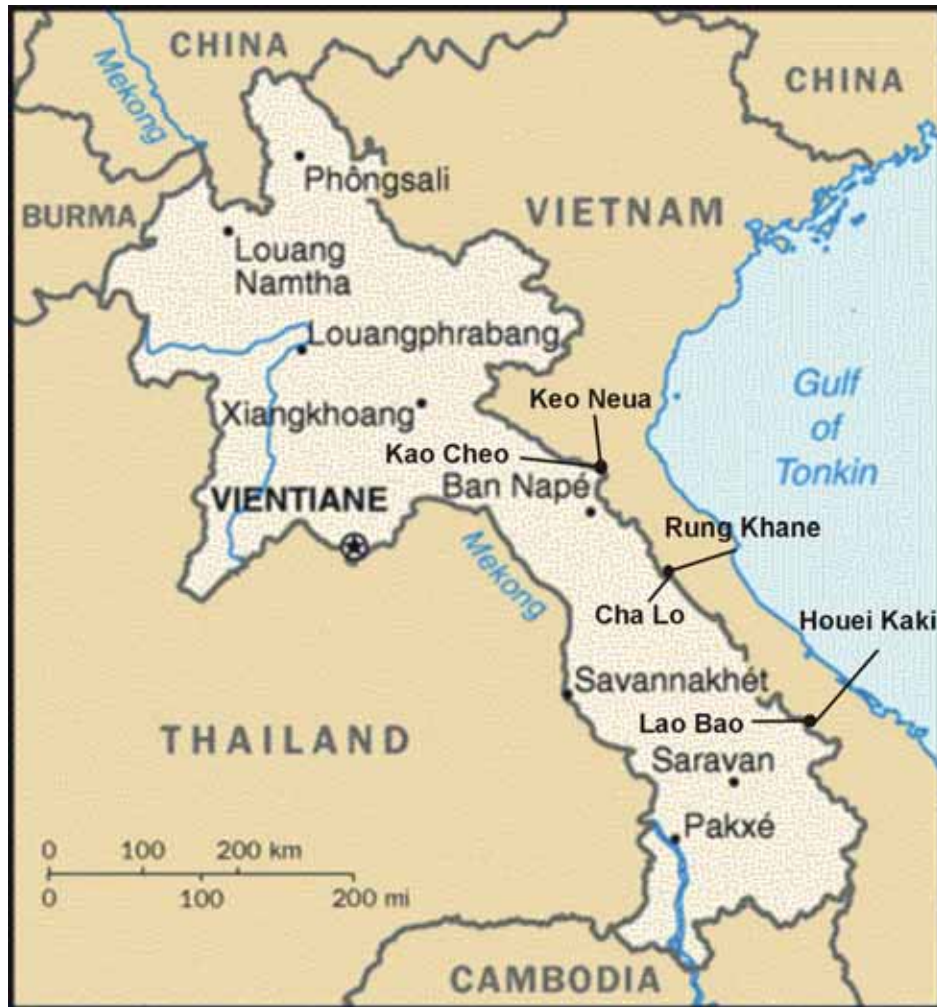 CHINA
CHINA
Mekong
Phôngsali
BURMA
VIETNAM
Louang
Namtha
Louangphrabang
Gulf
of
Tonkin
Keo Neua
Xiangkhoang
Kao Cheo
Ban Napé
VIENTIANE
Rung Khane
Mekong
Cha Lo
Houei Kaki
Savannakhét
Lao Bao
THAILAND
Saravan
Pakxé
0 100 200 km
0 100 200 mi
CAMBODIA